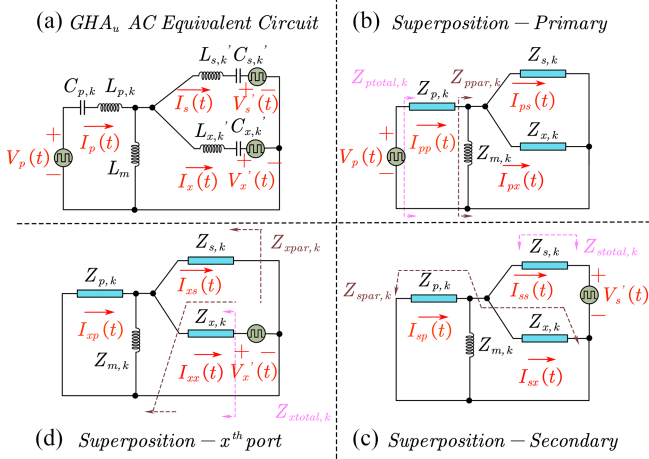 (a) GHA_u AC Equivalent Circuit
L_{s,k}' C_{s,k}'
C_{p,k} L_{p,k}
I_s(t) V_s'(t)
+ −
V_p(t)
+
−
I_p(t)
L_m
L_{x,k}' C_{x,k}'
+ −
I_x(t) V_x'(t)
(b) Superposition − Primary
Z_{ptotal,k} Z_{ppar,k}
Z_{s,k}
Z_{p,k}
I_{ps}(t)
V_p(t)
+
−
I_{pp}(t)
Z_{x,k}
Z_{m,k}
I_{px}(t)
Z_{xpar,k}
Z_{s,k}
Z_{p,k}
I_{xs}(t)
I_{xp}(t)
Z_{x,k}
Z_{m,k}
+ −
I_{xx}(t) V_x'(t)
Z_{xtotal,k}
(d) Superposition − x^{th} port
Z_{s,k} Z_{stotal,k}
Z_{spar,k} Z_{p,k}
I_{ss}(t)
+
V_s'(t)
−
I_{sp}(t)
Z_{x,k}
Z_{m,k}
I_{sx}(t)
(c) Superposition − Secondary